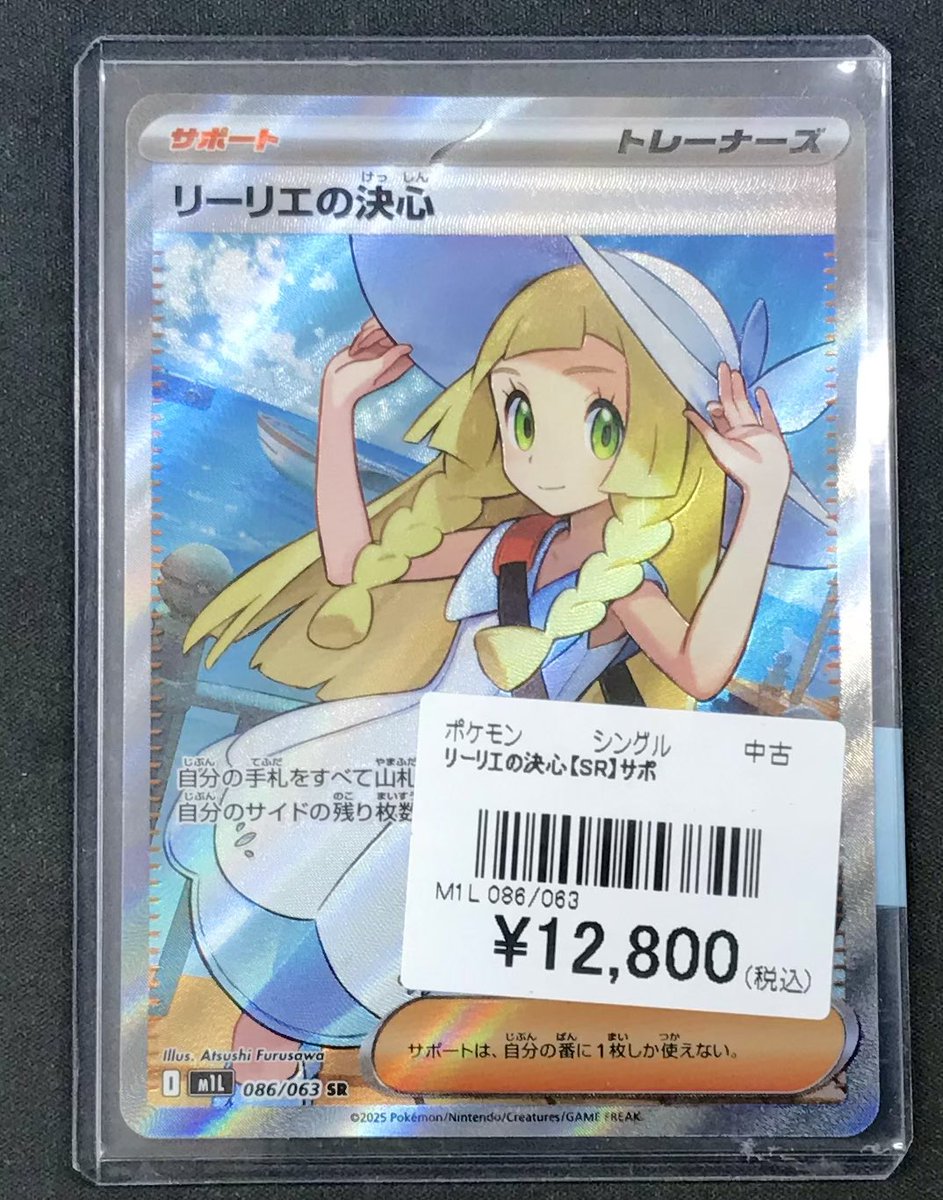 サポート
トレーナーズ
けっ しん
リーリエの決心
じぶん てふだ やまふだ
自分の手札をすべて山札
じぶん のこ まいすう
自分のサイドの残り枚数
ポケモン シングル 中古
リーリエの決心【SR】サポ
M1L 086/063
¥12,800(税込)
じぶん ばん まい つか
サポートは、自分の番に1枚しか使えない。
Illus. Atsushi Furusawa
I M1L 086/063 SR
©2025 Pokémon/Nintendo/Creatures/GAME FREAK.